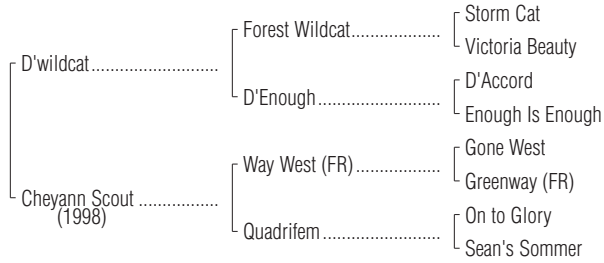 Storm Cat
Forest Wildcat....................
Victoria Beauty
D'wildcat............................
D'Accord
D'Enough...........................
Enough Is Enough
Gone West
Way West (FR)...................
Greenway (FR)
Cheyann Scout..................
(1998)
On to Glory
Quadrifem..........................
Sean's Sommer